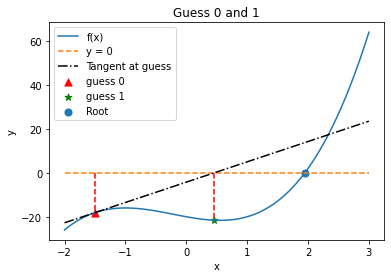 Guess 0 and 1
f(x)
y = 0
Tangent at guess
guess 0
guess 1
Root
60
40
20
0
−20
y
−2
−1
0
1
2
3
x